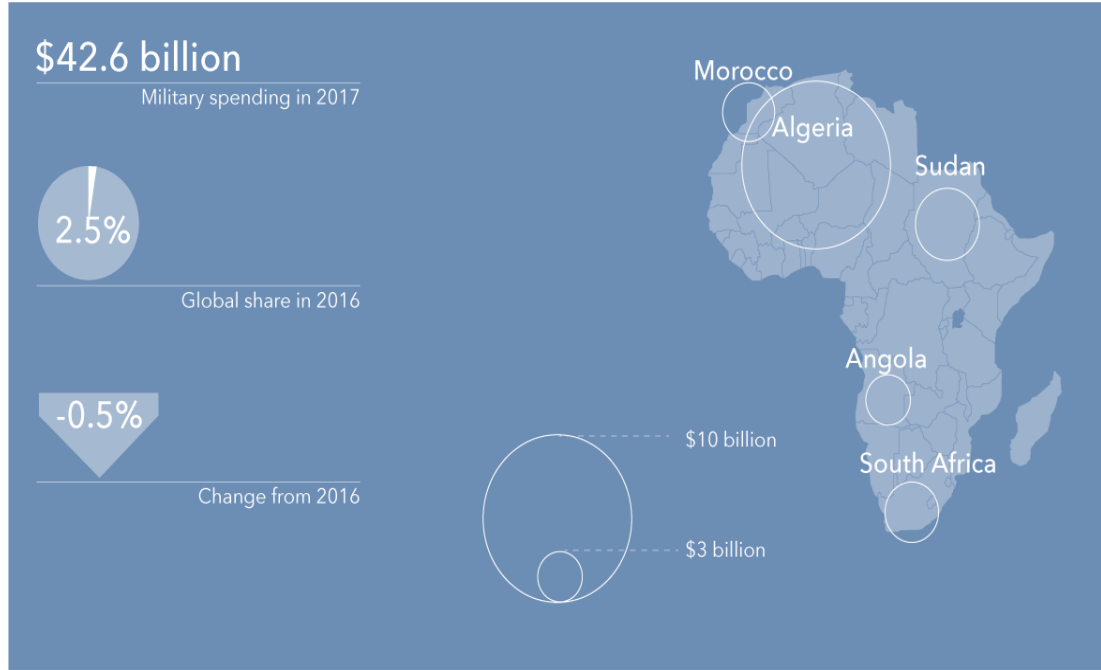 $42.6 billion
Military spending in 2017
2.5%
Global share in 2016
-0.5%
Change from 2016
Morocco
Algeria
Sudan
Angola
South Africa
$10 billion
$3 billion